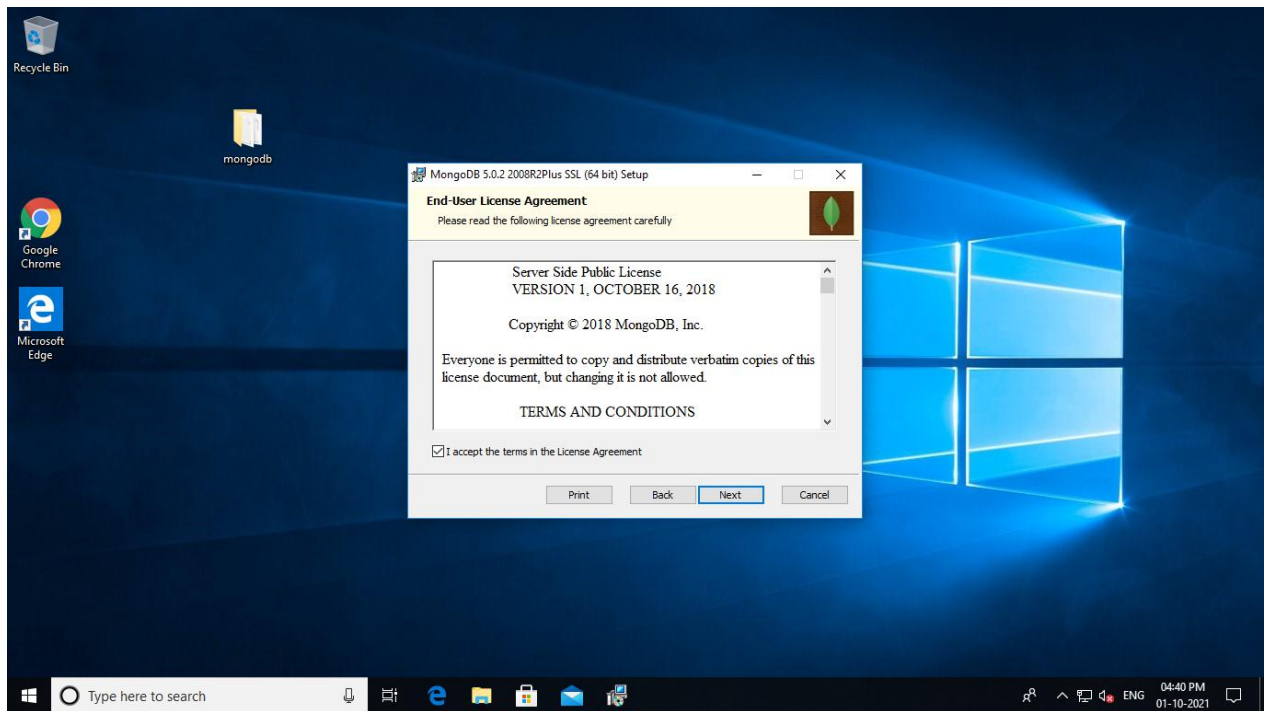 Recycle Bin
mongodb
Google
Chrome
Microsoft
Edge
MongoDB 5.0.2 2008R2Plus SSL (64 bit) Setup
End-User License Agreement
Please read the following license agreement carefully
Server Side Public License
VERSION 1, OCTOBER 16, 2018
Copyright © 2018 MongoDB, Inc.
Everyone is permitted to copy and distribute verbatim copies of this
license document, but changing it is not allowed.
TERMS AND CONDITIONS
I accept the terms in the License Agreement
Print Back Next Cancel
Type here to search
ENG
04:40 PM
01-10-2021